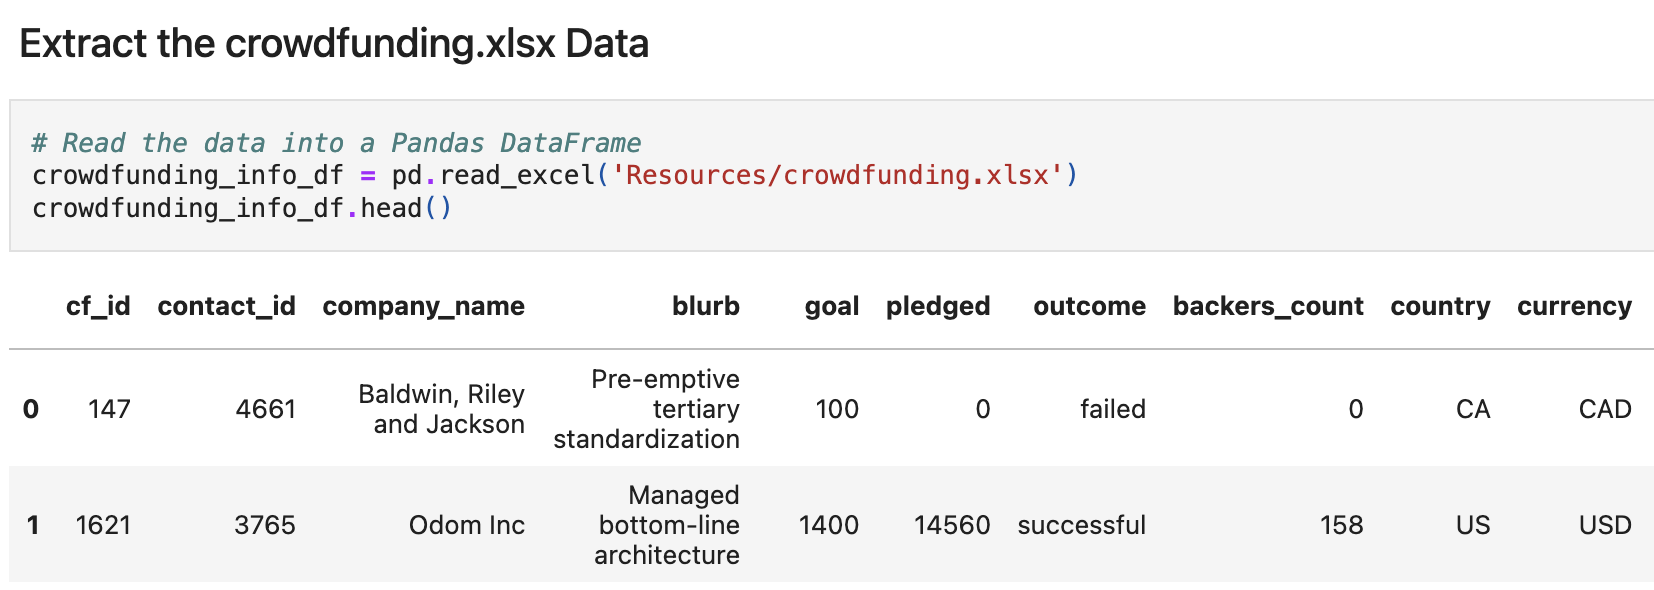 Extract the crowdfunding.xlsx Data
# Read the data into a Pandas DataFrame
crowdfunding_info_df = pd.read_excel('Resources/crowdfunding.xlsx')
crowdfunding_info_df.head()
cf_id contact_id company_name blurb goal pledged outcome backers_count country currency
0 147 4661 Baldwin, Riley and Jackson Pre-emptive tertiary standardization 100 0 failed 0 CA CAD
1 1621 3765 Odom Inc Managed bottom-line architecture 1400 14560 successful 158 US USD